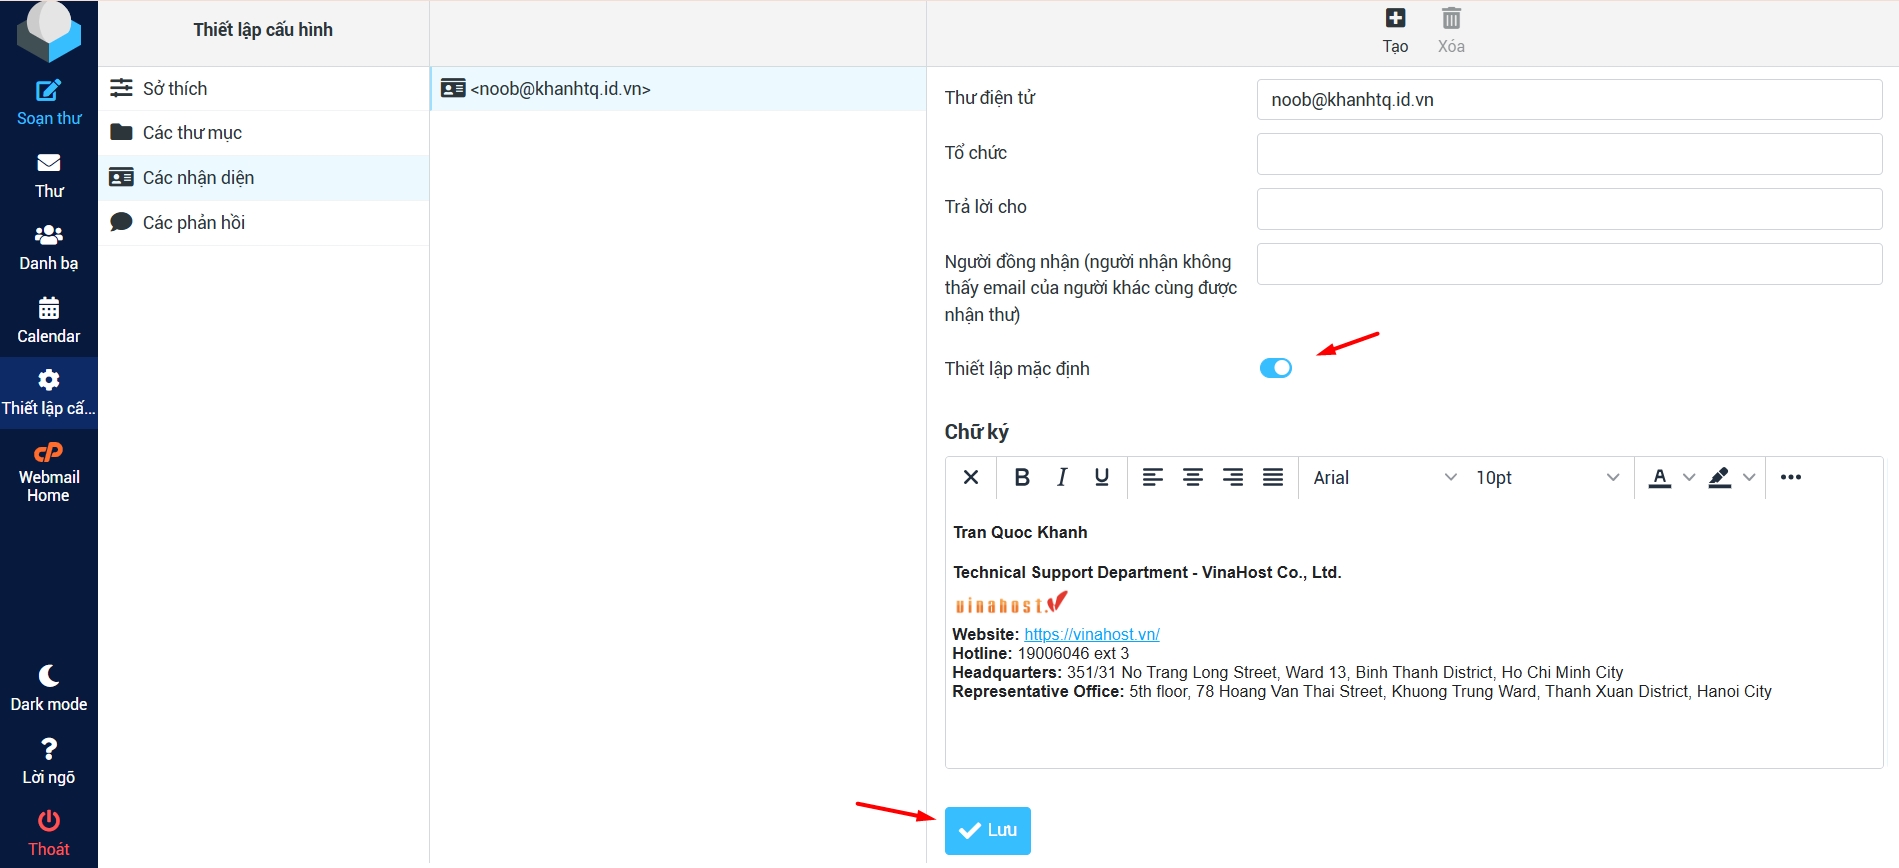 Thiết lập cấu hình
Tạo
Xóa
Soạn thư
Thư
Danh bạ
Calendar
Thiết lập cấ...
Webmail
Home
Dark mode
Lời ngõ
Thoát
Sở thích
Các thư mục
Các nhận diện
Các phản hồi
<noob@khanhtq.id.vn>
Thư điện tử
noob@khanhtq.id.vn
Tổ chức
Trả lời cho
Người đồng nhận (người nhận không
thấy email của người khác cùng được
nhận thư)
Thiết lập mặc định
Chữ ký
B I U Arial 10pt A
Tran Quoc Khanh
Technical Support Department - VinaHost Co., Ltd.
vinahost.
Website: https://vinahost.vn/
Hotline: 19006046 ext 3
Headquarters: 351/31 No Trang Long Street, Ward 13, Binh Thanh District, Ho Chi Minh City
Representative Office: 5th floor, 78 Hoang Van Thai Street, Khuong Trung Ward, Thanh Xuan District, Hanoi City
Lưu